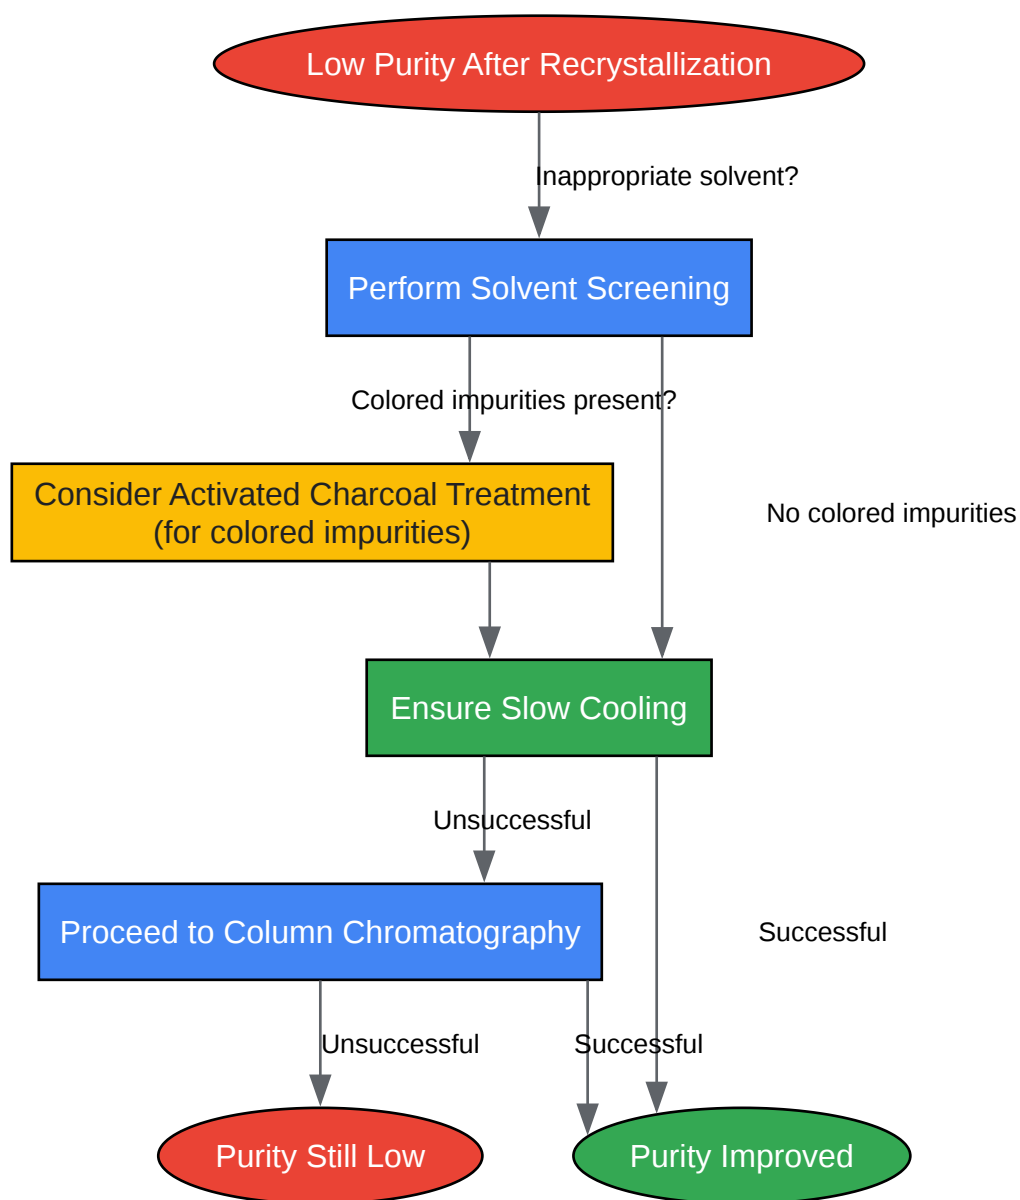 Low Purity After Recrystallization
Inappropriate solvent?
Perform Solvent Screening
Colored impurities present?
Consider Activated Charcoal Treatment
(for colored impurities)
No colored impurities
Ensure Slow Cooling
Unsuccessful
Proceed to Column Chromatography
Successful
Unsuccessful
Successful
Purity Still Low
Purity Improved